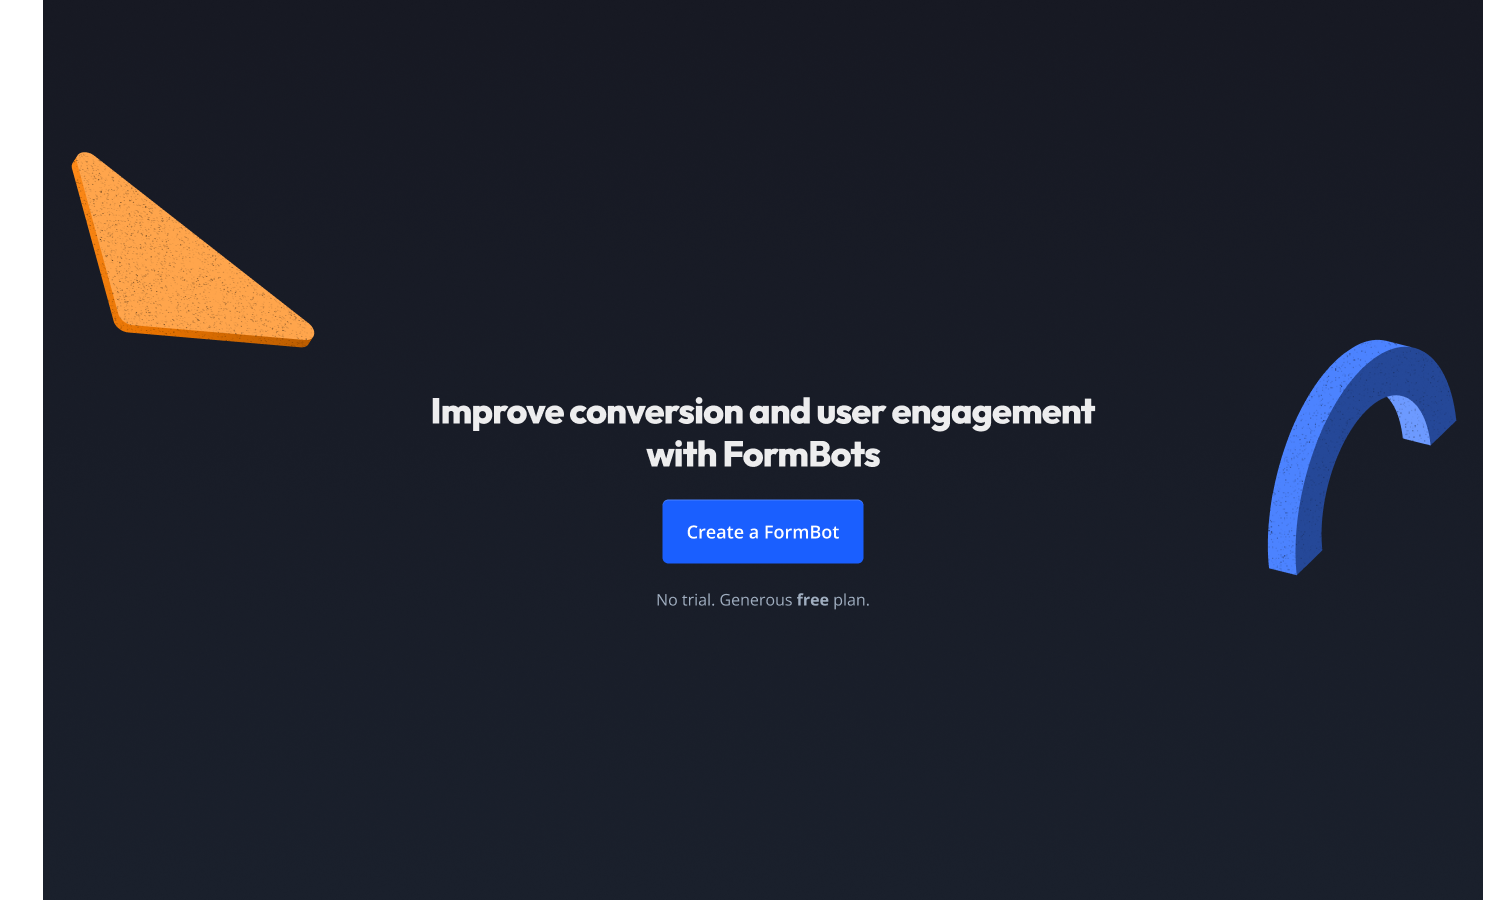 Improve conversion and user engagement
with FormBots
Create a FormBot
No trial. Generous free plan.